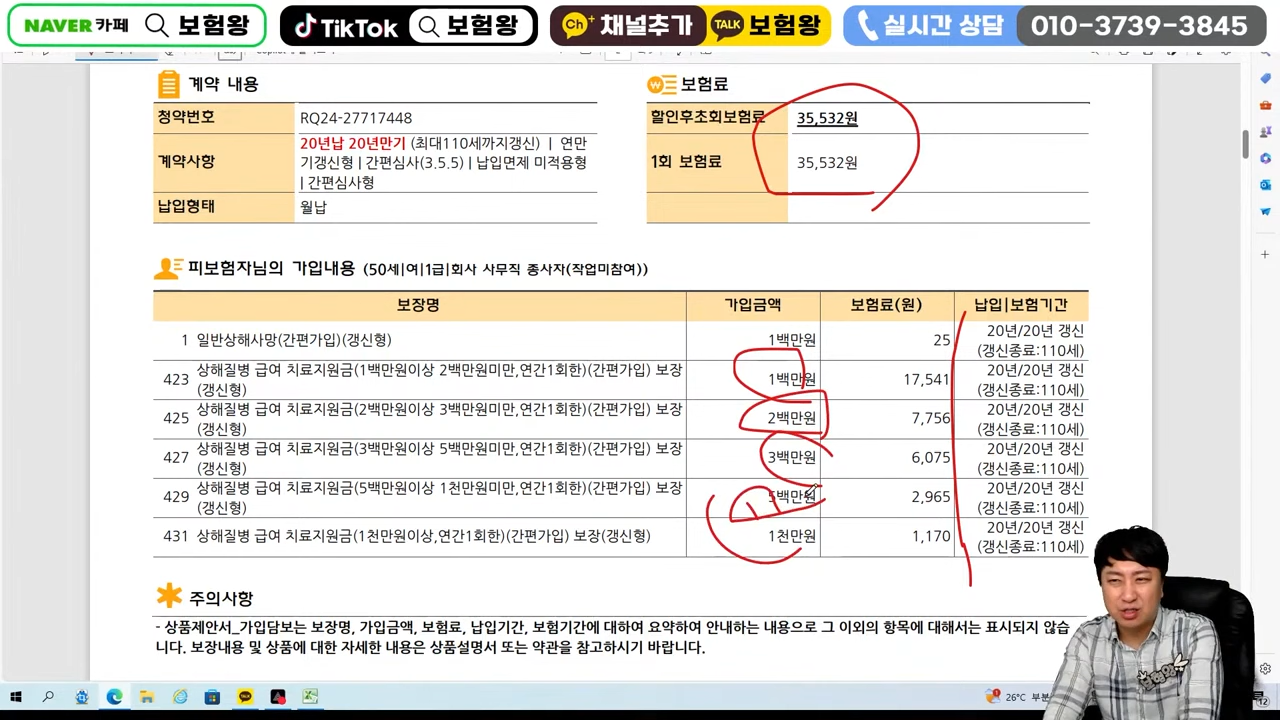 NAVER 카페 보험왕
TikTok 보험왕
Ch+ 채널추가 TALK 보험왕
실시간 상담 010-3739-3845
계약 내용
청약번호 RQ24-27717448
계약사항 20년납 20년만기 (최대110세까지갱신) | 연만
기갱신형 | 간편심사(3.5.5) | 납입면제 미적용형
| 간편심사형
납입형태 월납
보험료
할인후초회보험료 35,532원
1회 보험료 35,532원
피보험자님의 가입내용 (50세|여|1급|회사 사무직 종사자(작업미참여))
보장명 가입금액 보험료(원) 납입|보험기간
1 일반상해사망(간편가입)(갱신형) 1백만원 25 20년/20년 갱신
(갱신종료:110세)
423 상해질병 급여 치료지원금(1백만원이상 2백만원미만,연간1회한)(간편가입) 보장
(갱신형) 1백만원 17,541 20년/20년 갱신
(갱신종료:110세)
425 상해질병 급여 치료지원금(2백만원이상 3백만원미만,연간1회한)(간편가입) 보장
(갱신형) 2백만원 7,756 20년/20년 갱신
(갱신종료:110세)
427 상해질병 급여 치료지원금(3백만원이상 5백만원미만,연간1회한)(간편가입) 보장
(갱신형) 3백만원 6,075 20년/20년 갱신
(갱신종료:110세)
429 상해질병 급여 치료지원금(5백만원이상 1천만원미만,연간1회한)(간편가입) 보장
(갱신형) 5백만원 2,965 20년/20년 갱신
(갱신종료:110세)
431 상해질병 급여 치료지원금(1천만원이상,연간1회한)(간편가입) 보장(갱신형) 1천만원 1,170 20년/20년 갱신
(갱신종료:110세)
주의사항
- 상품제안서_가입담보는 보장명, 가입금액, 보험료, 납입기간, 보험기간에 대하여 요약하여 안내하는 내용으로 그 이외의 항목에 대해서는 표시되지 않습
니다. 보장내용 및 상품에 대한 자세한 내용은 상품설명서 또는 약관을 참고하시기 바랍니다.
보험왕
26°C 부분
12